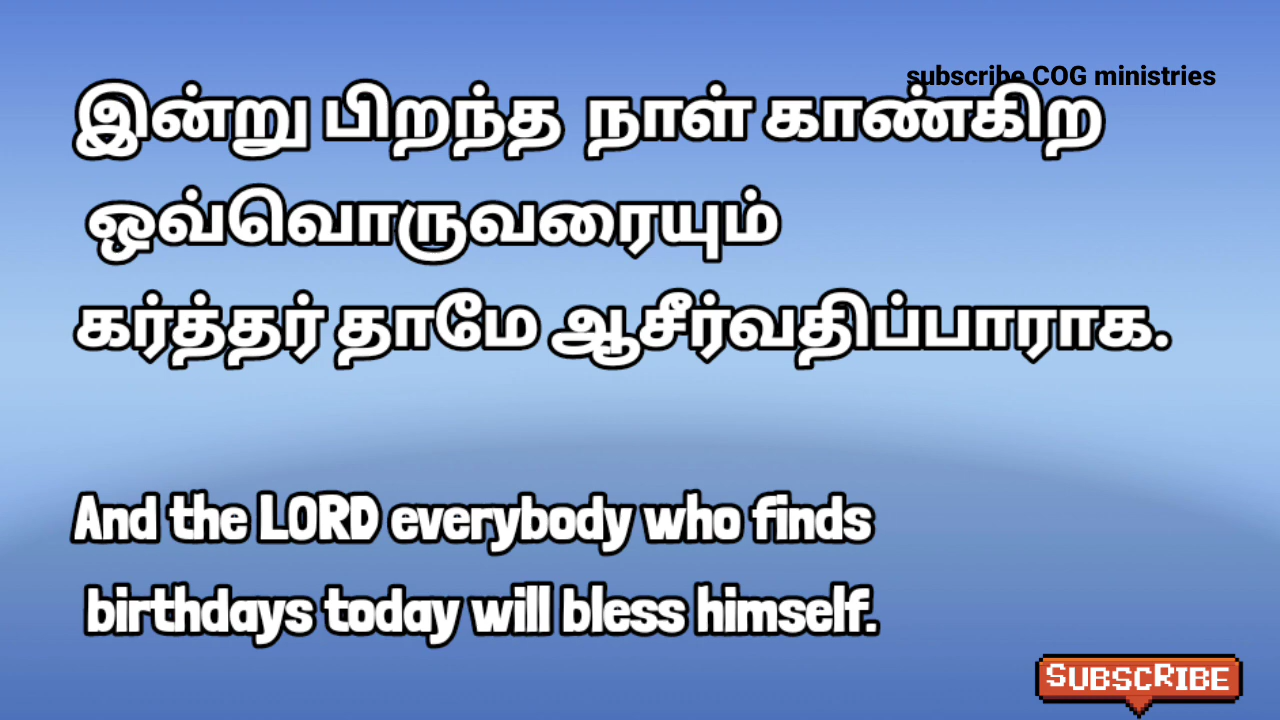 subscribe COG ministries
இன்று பிறந்த நாள் காண்கிற
ஒவ்வொருவரையும்
கர்த்தர் தாமே ஆசீர்வதிப்பாராக.
And the LORD everybody who finds
birthdays today will bless himself.
SUBSCRIBE